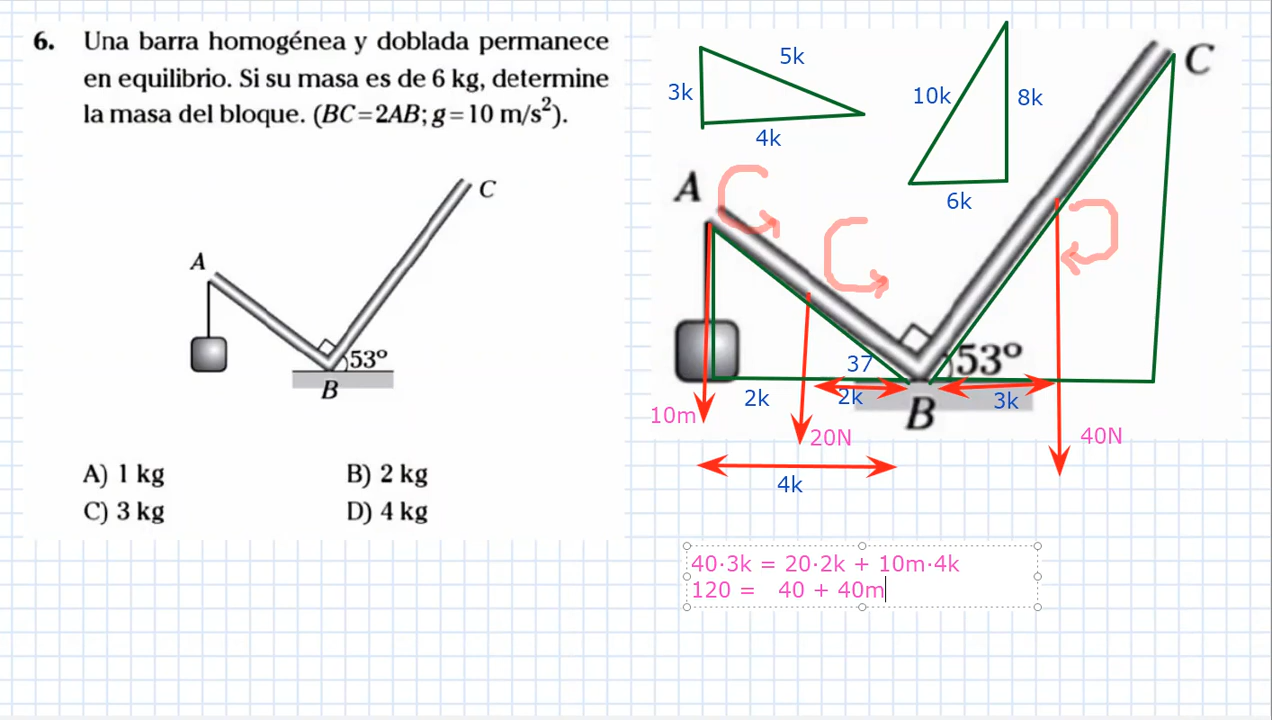 6. Una barra homogénea y doblada permanece
en equilibrio. Si su masa es de 6 kg, determine
la masa del bloque. (BC=2AB; g=10 m/s²).
C
A
53°
B
A) 1 kg
B) 2 kg
C) 3 kg
D) 4 kg
5k
3k
4k
10k
8k
6k
C
A
37
53°
2k
2k
3k
10m
B
20N
40N
4k
40·3k = 20·2k + 10m·4k
120 = 40 + 40m